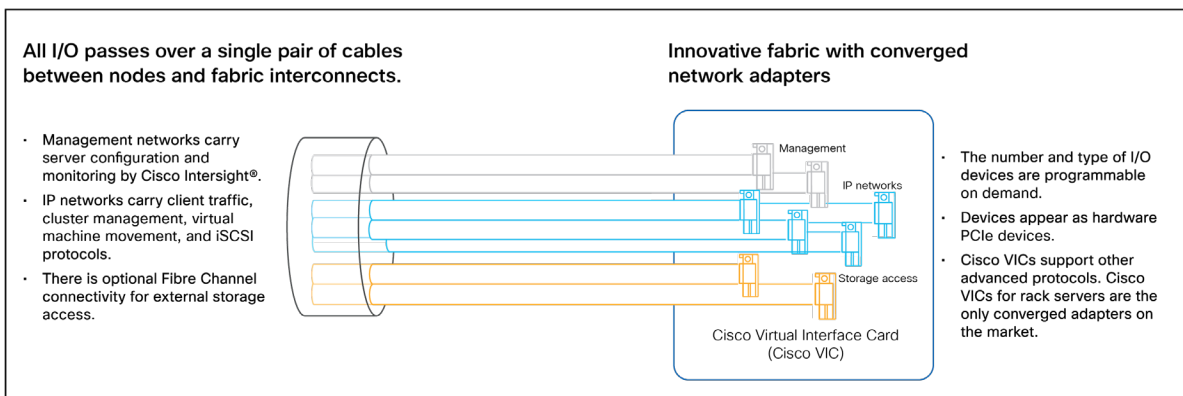 All I/O passes over a single pair of cables
between nodes and fabric interconnects.
· Management networks carry
server configuration and
monitoring by Cisco Intersight®.
· IP networks carry client traffic,
cluster management, virtual
machine movement, and iSCSI
protocols.
· There is optional Fibre Channel
connectivity for external storage
access.
Innovative fabric with converged
network adapters
Management
IP networks
Storage access
Cisco Virtual Interface Card
(Cisco VIC)
· The number and type of I/O
devices are programmable
on demand.
· Devices appear as hardware
PCIe devices.
· Cisco VICs support other
advanced protocols. Cisco
VICs for rack servers are the
only converged adapters on
the market.